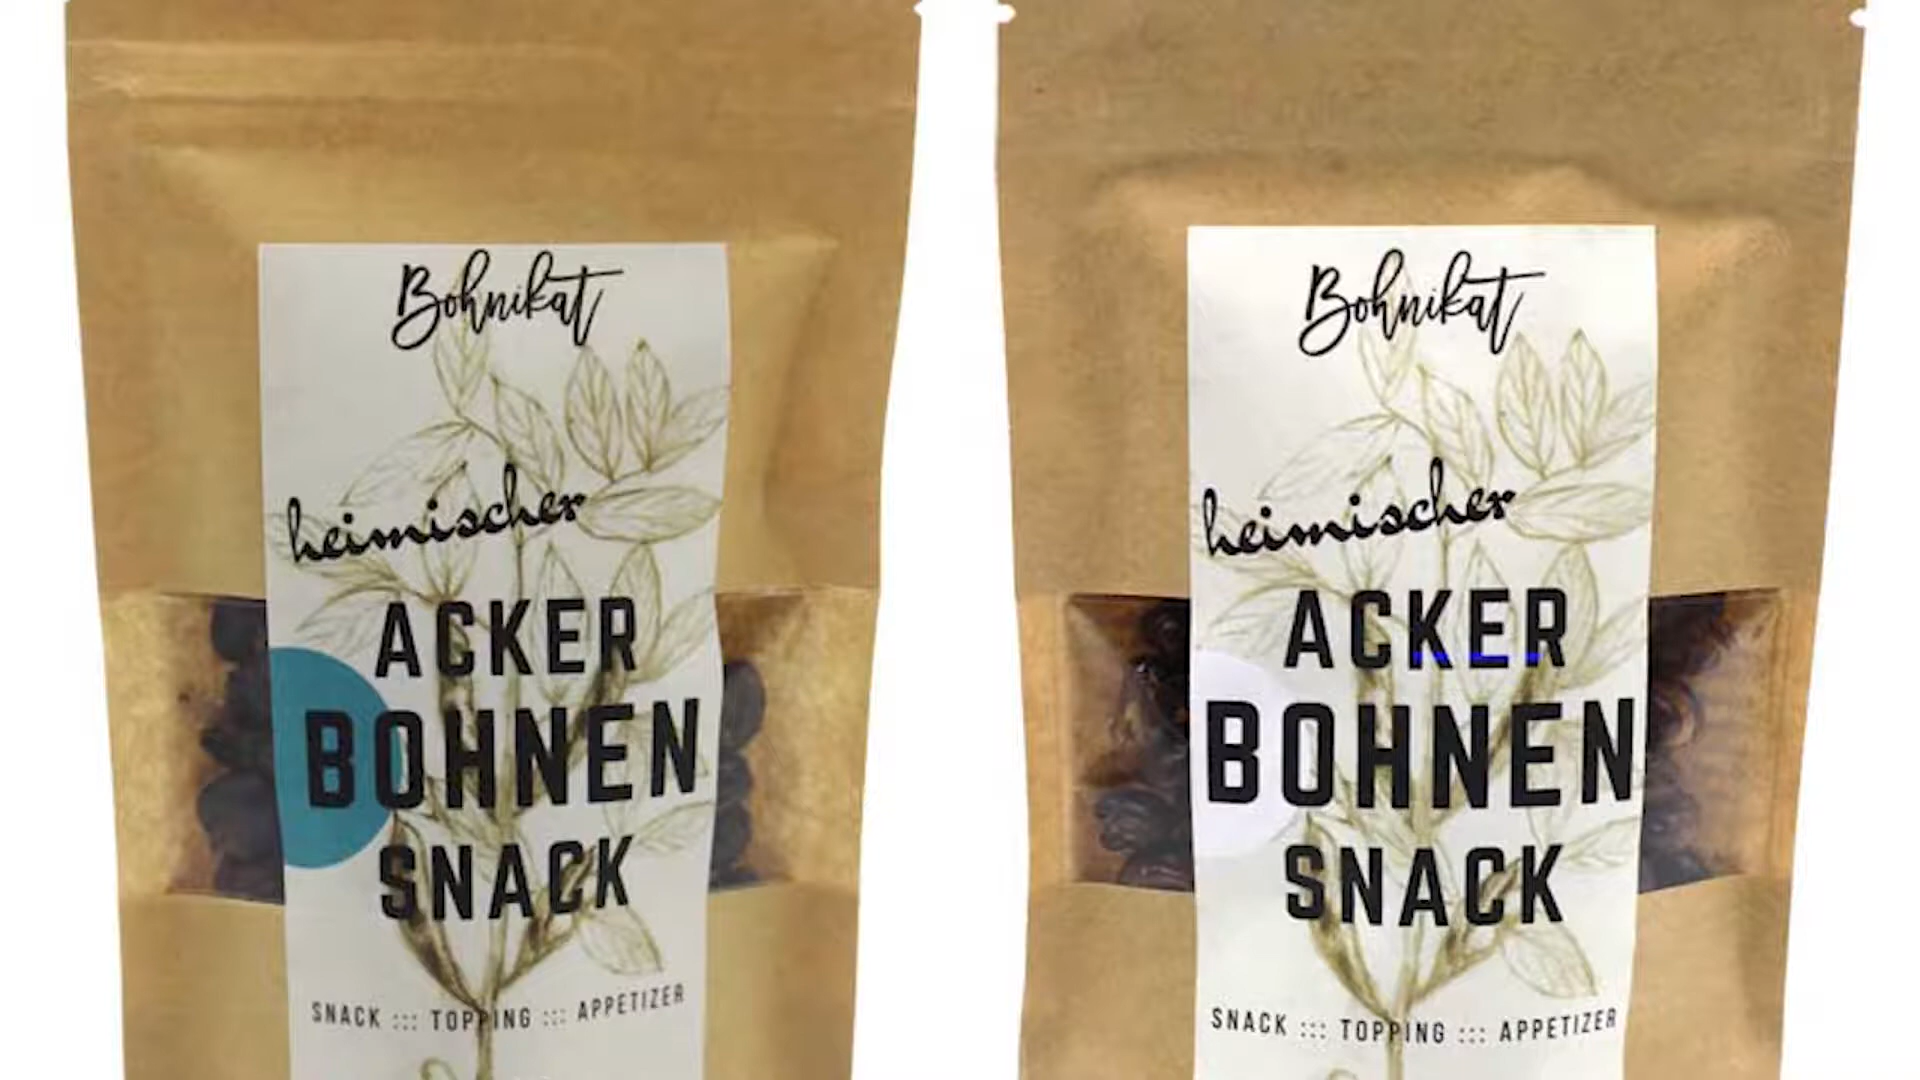 Bohnikat
heimischer
ACKER
BOHNEN
SNACK
SNACK ::: TOPPING ::: APPETIZER
Bohnikat
heimischer
ACKER
BOHNEN
SNACK
SNACK ::: TOPPING ::: APPETIZER